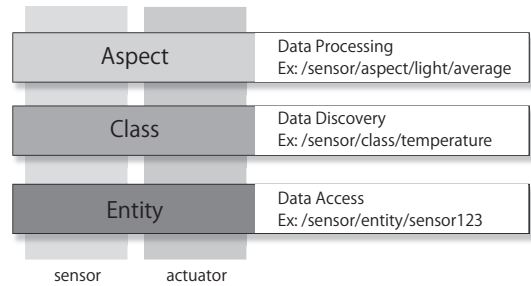 Aspect
Data Processing
Ex: /sensor/aspect/light/average
Class
Data Discovery
Ex: /sensor/class/temperature
Entity
Data Access
Ex: /sensor/entity/sensor123
sensor actuator